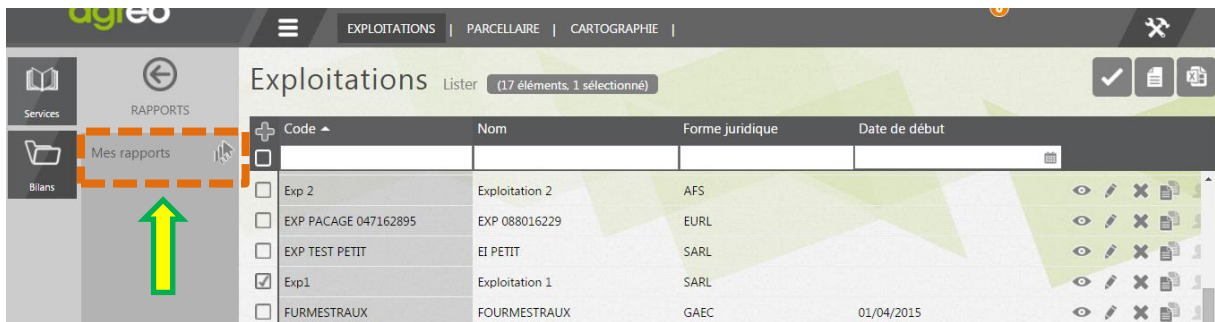 agreo
EXPLOITATIONS | PARCELLAIRE | CARTOGRAPHIE |
Services
RAPPORTS
Exploitations Lister (17 éléments, 1 sélectionné)
Mes rapports
Bilans
Code Nom Forme juridique Date de début
Exp 2 Exploitation 2 AFS
EXP PACAGE 047162895 EXP 088016229 EURL
EXP TEST PETIT EI PETIT SARL
Exp1 Exploitation 1 SARL
FURMESTRAUX FOURMESTRAUX GAEC 01/04/2015